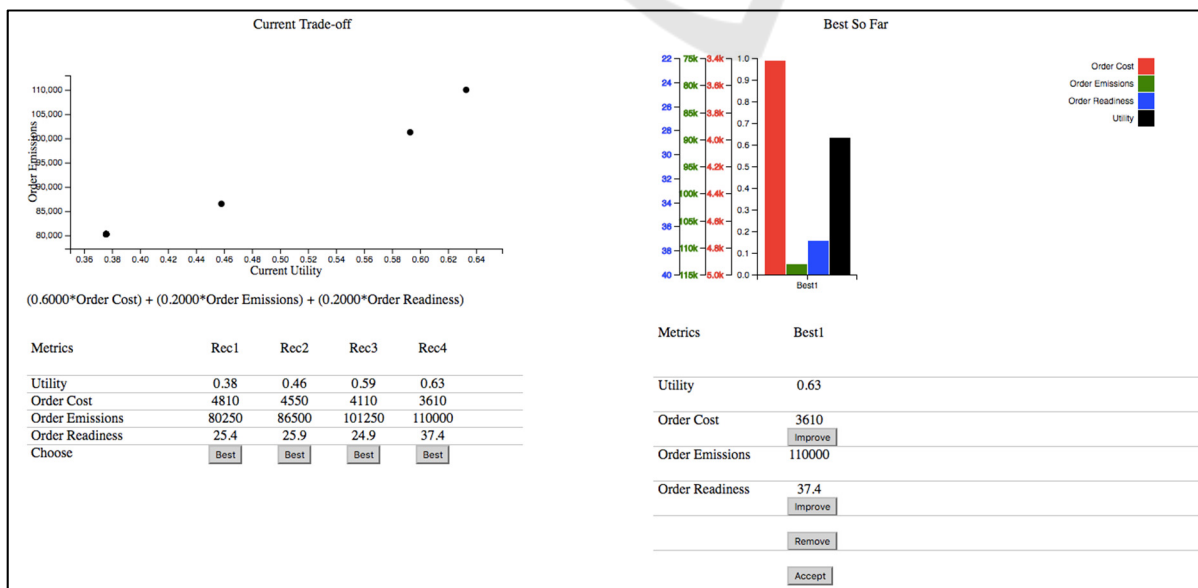 Current Trade-off
Order Emissions
110,000
105,000
100,000
95,000
90,000
85,000
80,000
0.36 0.38 0.40 0.42 0.44 0.46 0.48 0.50 0.52 0.54 0.56 0.58 0.60 0.62 0.64
Current Utility
(0.6000*Order Cost) + (0.2000*Order Emissions) + (0.2000*Order Readiness)
Metrics Rec1 Rec2 Rec3 Rec4
Utility 0.38 0.46 0.59 0.63
Order Cost 4810 4550 4110 3610
Order Emissions 80250 86500 101250 110000
Order Readiness 25.4 25.9 24.9 37.4
Choose Best Best Best Best
Best So Far
22 24 26 28 30 32 34 36 38 40
75k 80k 85k 90k 95k 100k 105k 110k 115k
3.4k 3.6k 3.8k 4.0k 4.2k 4.4k 4.6k 4.8k 5.0k
1.0 0.9 0.8 0.7 0.6 0.5 0.4 0.3 0.2 0.1 0.0
Best1
Order Cost
Order Emissions
Order Readiness
Utility
Metrics Best1
Utility 0.63
Order Cost 3610
Improve
Order Emissions 110000
Order Readiness 37.4
Improve
Remove
Accept